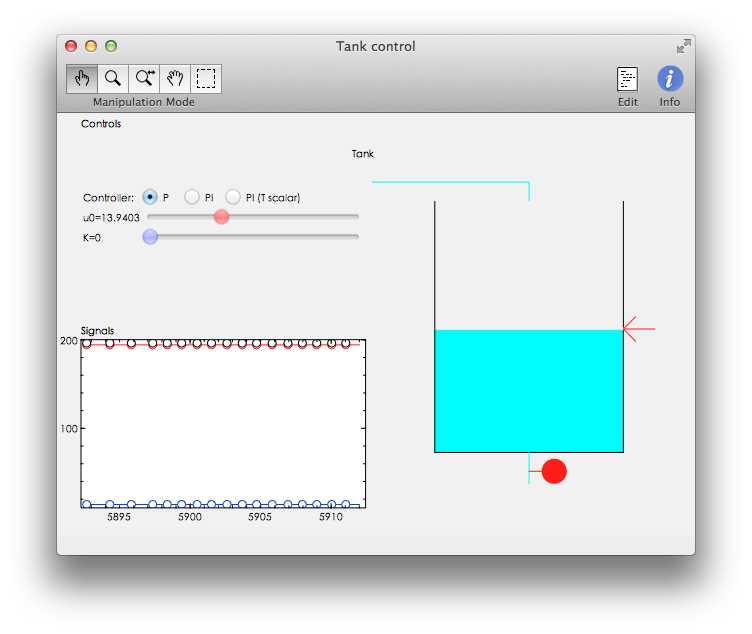 Tank control
Manipulation Mode
Edit
Info
Controls
Tank
Controller: P PI PI (T scalar)
u0=13.9403
K=0
Signals
200
100
5895 5900 5905 5910